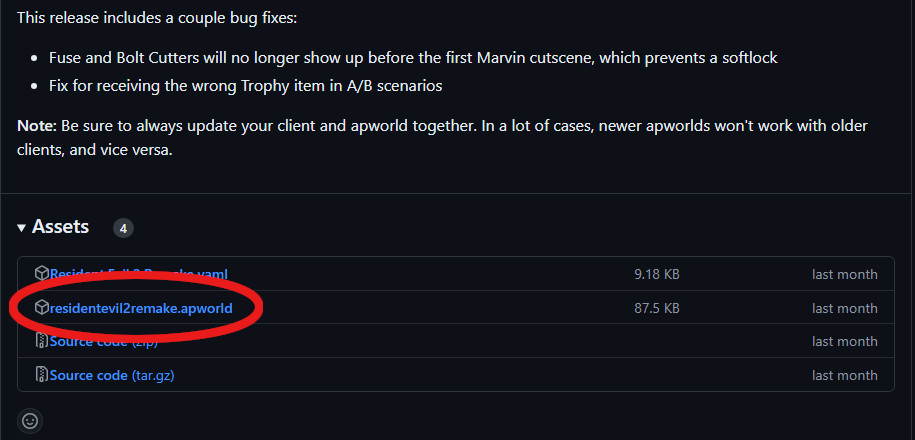 This release includes a couple bug fixes:
Fuse and Bolt Cutters will no longer show up before the first Marvin cutscene, which prevents a softlock
Fix for receiving the wrong Trophy item in A/B scenarios
Note: Be sure to always update your client and apworld together. In a lot of cases, newer apworlds won't work with older
clients, and vice versa.
Assets 4
Resident Evil 2 Remake.yaml 9.18 KB last month
residentevil2remake.apworld 87.5 KB last month
Source code (zip) last month
Source code (tar.gz) last month